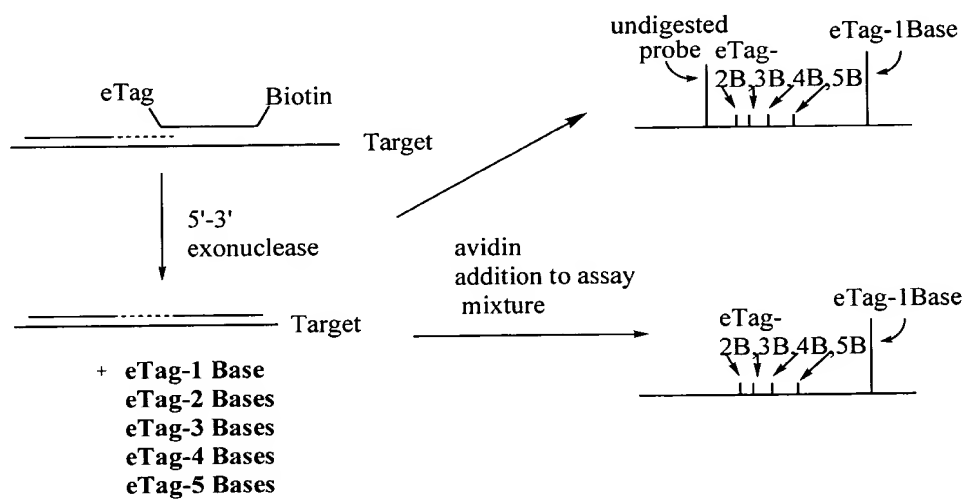 eTag
Biotin
Target
5'-3'
exonuclease
Target
+ eTag-1 Base
eTag-2 Bases
eTag-3 Bases
eTag-4 Bases
eTag-5 Bases
undigested
probe
eTag-
2B,3B,4B,5B
eTag-1Base
avidin
addition to assay
mixture
eTag-
2B,3B,4B,5B
eTag-1Base